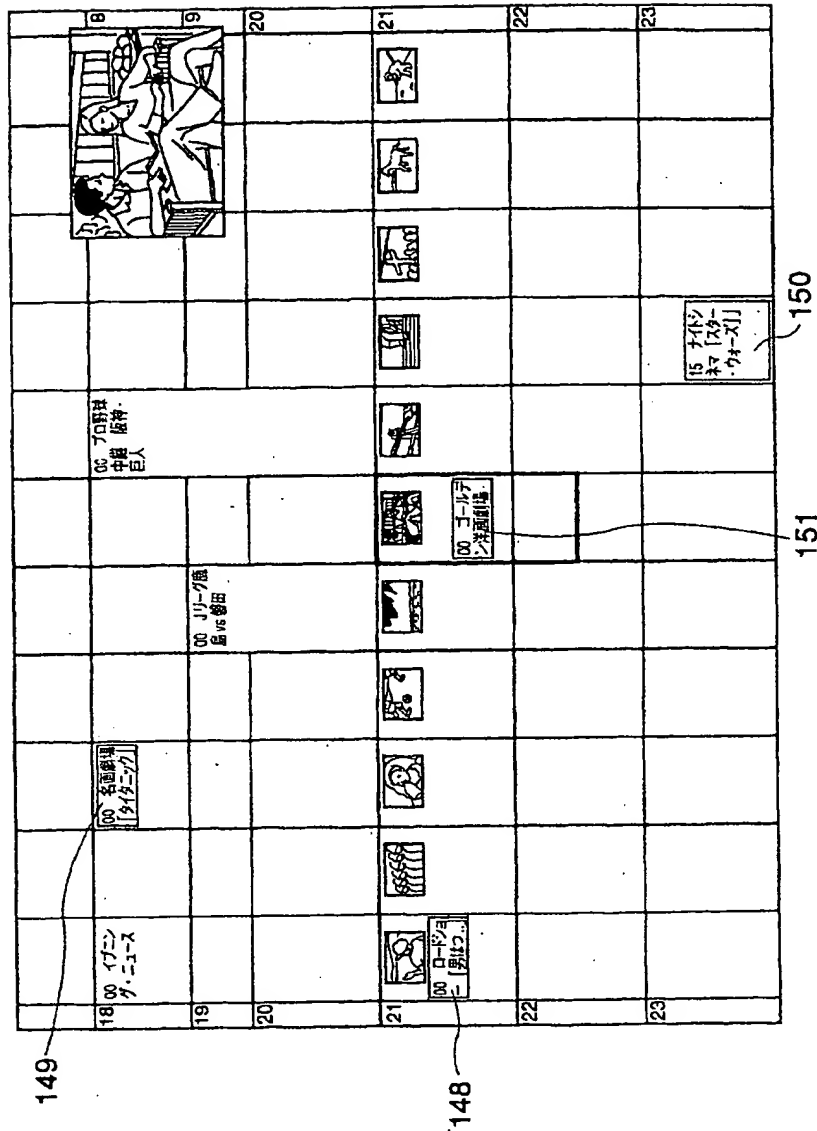 149
18
00 イブニン
グ・ニュース
00 名画劇場
「タイタニック」
00 プロ野球
中継 阪神・
巨人
8
19
00 Jリーグ鹿
島 vs 磐田
9
20
20
21
21
148
00 ロードショ
ー「男はつ‥
00 ゴールデ
ン洋画劇場
22
22
23
23
15 ナイトシ
ネマ「スター
・ウォーズ」
151
150